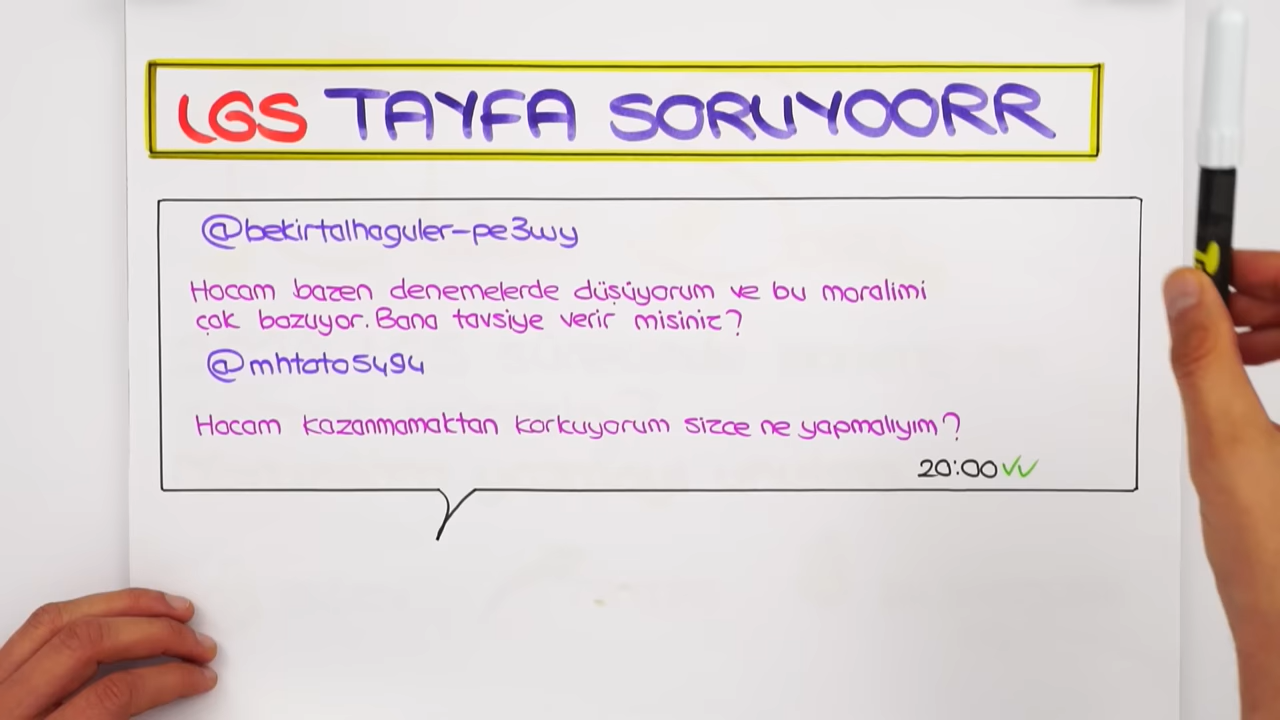 LGS TAYFA SORUYOORR
@bekirtalhaguler-pe3wy
Hocam bazen denemelerde düşüyorum ve bu moralimi
çok bozuyor. Bana tavsiye verir misiniz?
@mhtoto5494
Hocam kazanmamaktan korkuyorum sizce ne yapmalıyım?
20:00